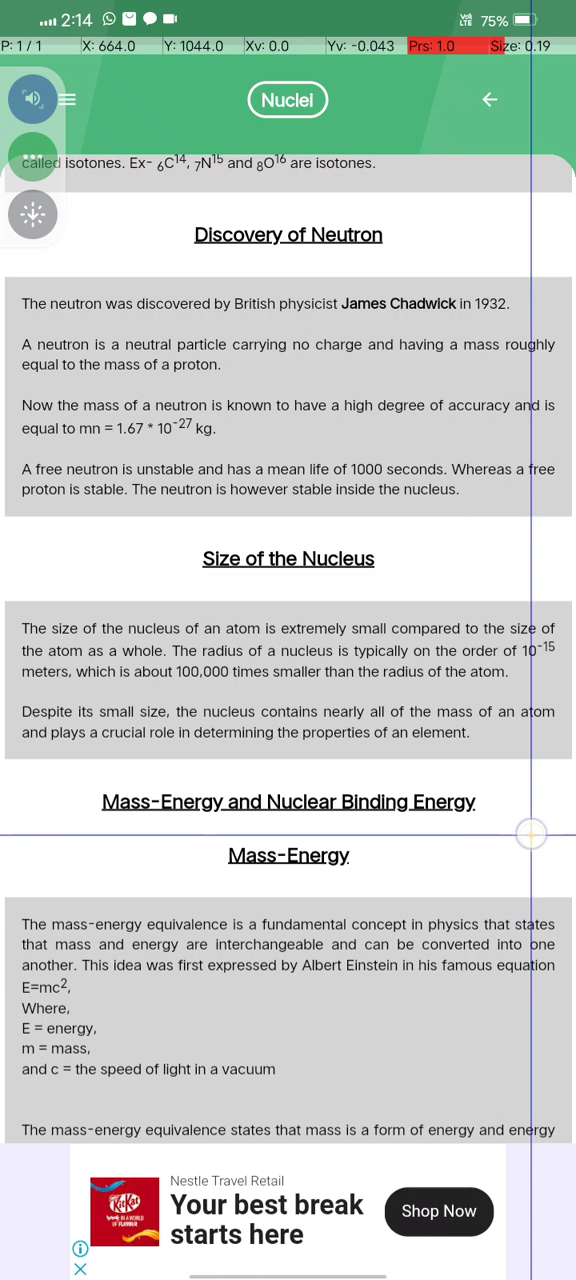 2:14
VoD LTE 75%
P: 1 / 1 X: 664.0 Y: 1044.0 Xv: 0.0 Yv: -0.043 Prs: 1.0 Size: 0.19
Nuclei
called isotones. Ex- ₆C¹⁴, ₇N¹⁵ and ₈O¹⁶ are isotones.
Discovery of Neutron
The neutron was discovered by British physicist James Chadwick in 1932.
A neutron is a neutral particle carrying no charge and having a mass roughly
equal to the mass of a proton.
Now the mass of a neutron is known to have a high degree of accuracy and is
equal to mn = 1.67 * 10⁻²⁷ kg.
A free neutron is unstable and has a mean life of 1000 seconds. Whereas a free
proton is stable. The neutron is however stable inside the nucleus.
Size of the Nucleus
The size of the nucleus of an atom is extremely small compared to the size of
the atom as a whole. The radius of a nucleus is typically on the order of 10⁻¹⁵
meters, which is about 100,000 times smaller than the radius of the atom.
Despite its small size, the nucleus contains nearly all of the mass of an atom
and plays a crucial role in determining the properties of an element.
Mass-Energy and Nuclear Binding Energy
Mass-Energy
The mass-energy equivalence is a fundamental concept in physics that states
that mass and energy are interchangeable and can be converted into one
another. This idea was first expressed by Albert Einstein in his famous equation
E=mc²,
Where,
E = energy,
m = mass,
and c = the speed of light in a vacuum
The mass-energy equivalence states that mass is a form of energy and energy
Nestle Travel Retail
Your best break
starts here
Shop Now
KitKat